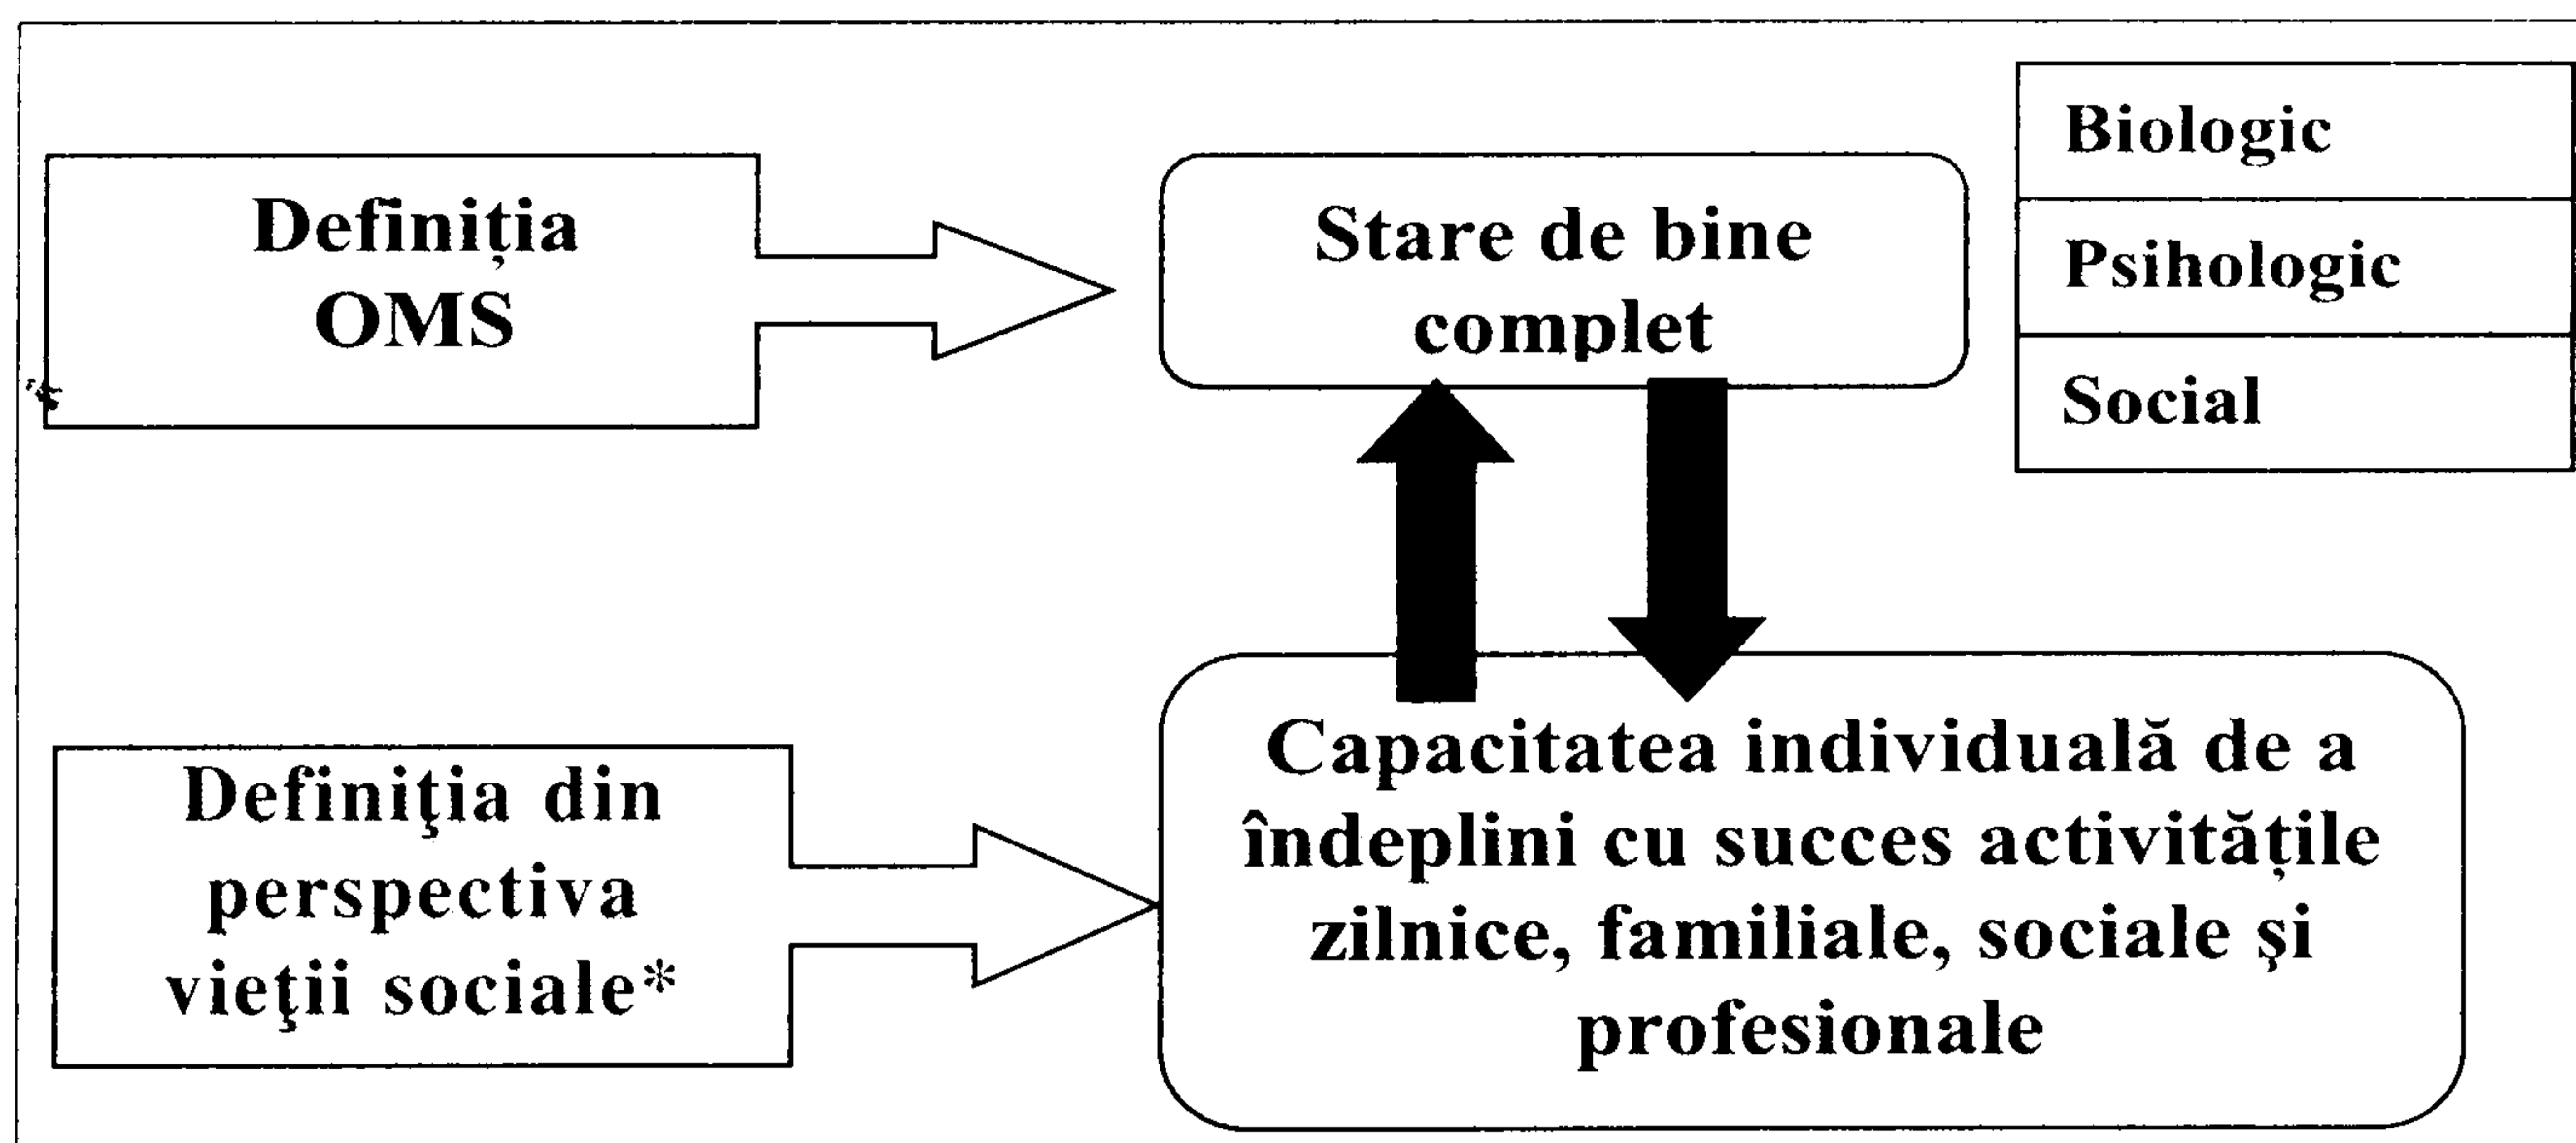 Definiția
OMS
Stare de bine
complet
Biologic
Psihologic
Social
Definiţia din
perspectiva
vieţii sociale*
Capacitatea individuală de a
îndeplini cu succes activitățile
zilnice, familiale, sociale şi
profesionale